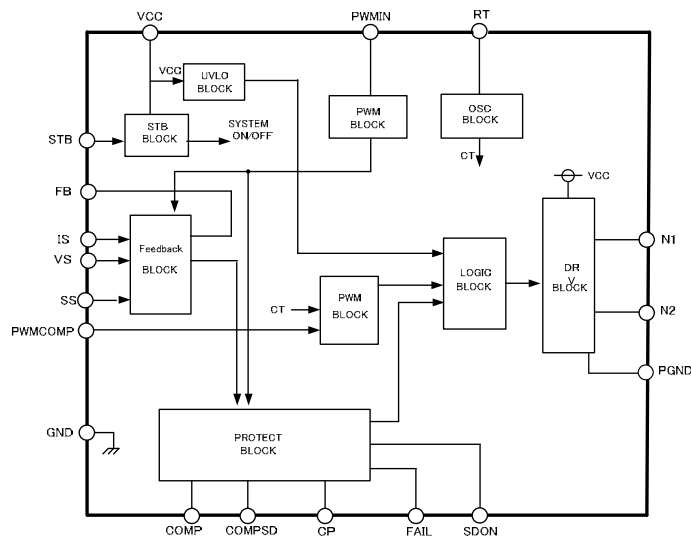 VCC
PWMIN
RT
VCC
UVLO
BLOCK
PWM
BLOCK
OSC
BLOCK
STB
STB
BLOCK
SYSTEM
ON/OFF
CT
FB
VCC
IS
VS
SS
Feedback
BLOCK
LOGIC
BLOCK
DR
V
BLOCK
N1
N2
CT
PWM
BLOCK
PWMCOMP
PGND
GND
PROTECT
BLOCK
COMP
COMPSD
CP
FAIL
SDON